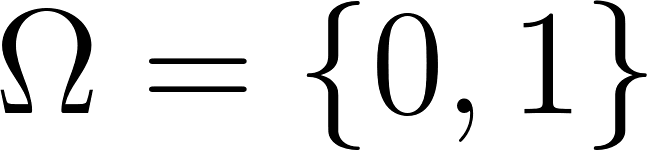 Ω = {0, 1}